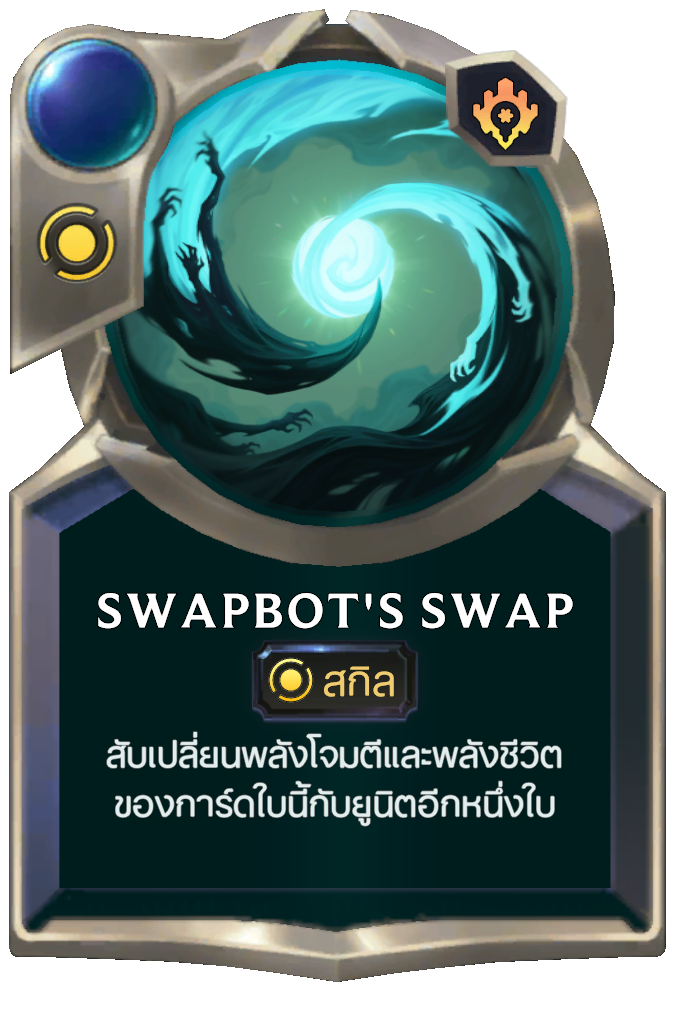 SWAPBOT'S SWAP
สกิล
สับเปลี่ยนพลังโจมตีและพลังชีวิต
ของการ์ดใบนี้กับยูนิตอีกหนึ่งใบ